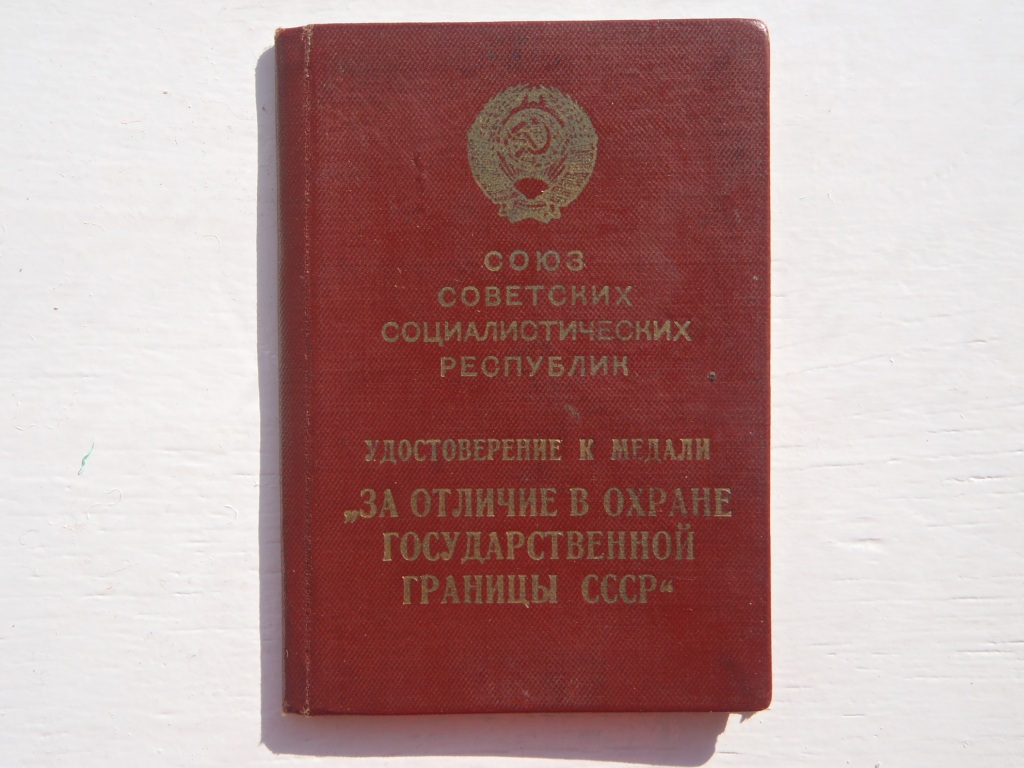 СОЮЗ
СОВЕТСКИХ
СОЦИАЛИСТИЧЕСКИХ
РЕСПУБЛИК
УДОСТОВЕРЕНИЕ К МЕДАЛИ
„ЗА ОТЛИЧИЕ В ОХРАНЕ
ГОСУДАРСТВЕННОЙ
ГРАНИЦЫ СССР“